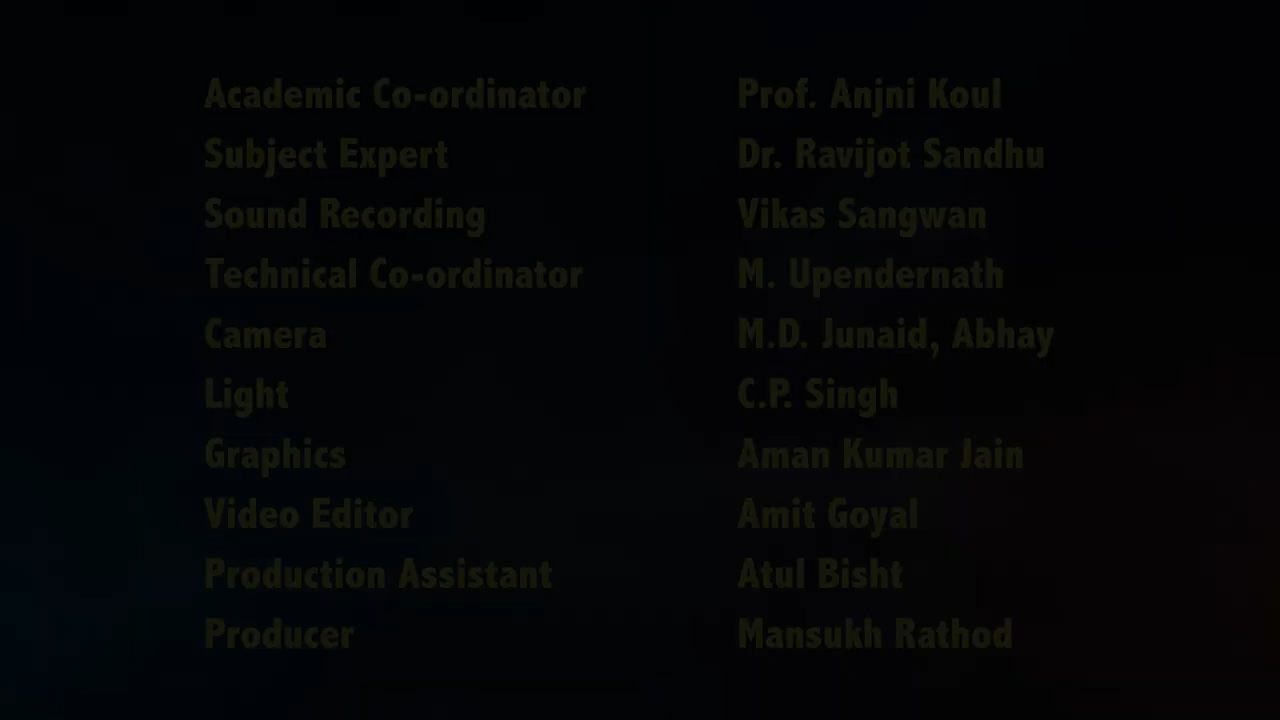 Academic Co-ordinator Prof. Anjni Koul
Subject Expert Dr. Ravijot Sandhu
Sound Recording Vikas Sangwan
Technical Co-ordinator M. Upendernath
Camera M.D. Junaid, Abhay
Light C.P. Singh
Graphics Aman Kumar Jain
Video Editor Amit Goyal
Production Assistant Atul Bisht
Producer Mansukh Rathod